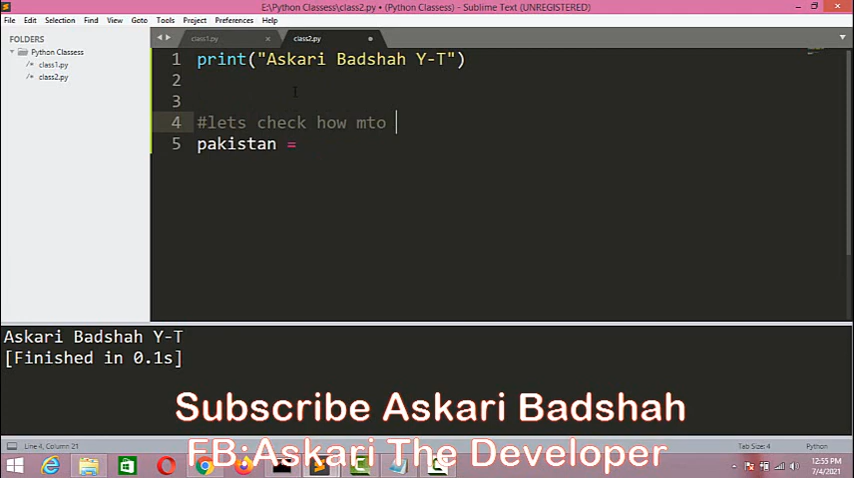 E:\Python Classess\class2.py • (Python Classess) - Sublime Text (UNREGISTERED)
File Edit Selection Find View Goto Tools Project Preferences Help
FOLDERS
Python Classess
class1.py
class2.py
class1.py class2.py
1 print("Askari Badshah Y-T")
2
3
4 #lets check how mto
5 pakistan =
Askari Badshah Y-T
[Finished in 0.1s]
Subscribe Askari Badshah
FB:Askari The Developer
Line 4, Column 21 Tab Size: 4 Python
12:55 PM
7/4/2021